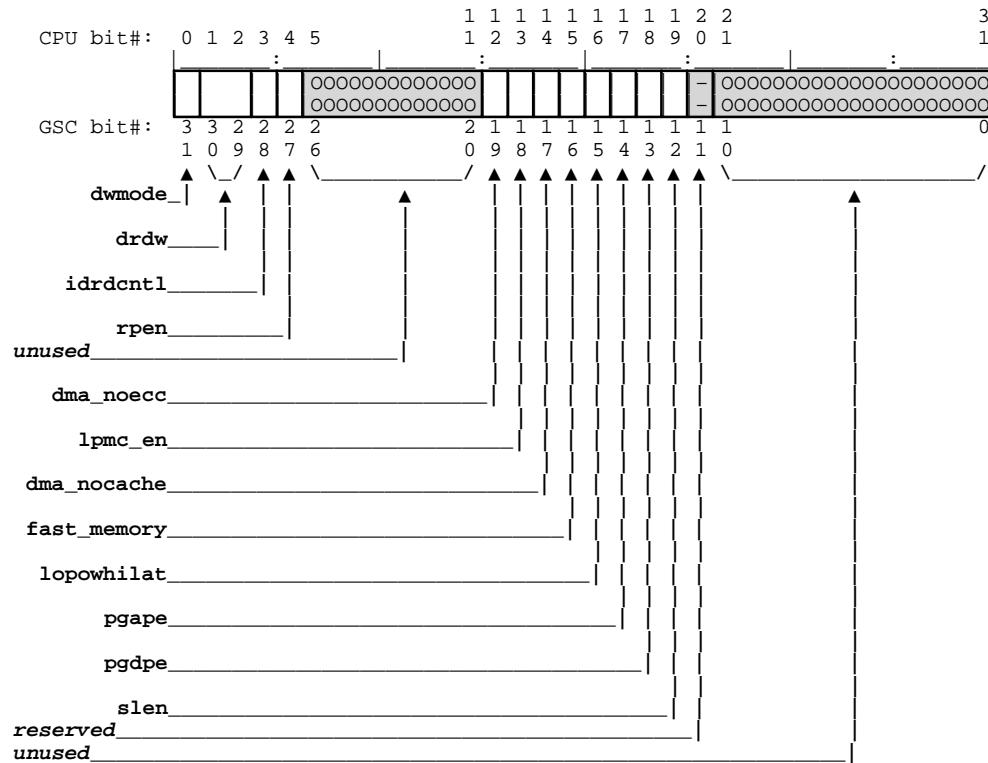 1 1 1 1 1 1 1 1 1 2 2 3
CPU bit#: 0 1 2 3 4 5 1 2 3 4 5 6 7 8 9 0 1 1
OOOOOOOOOOOOO – OOOOOOOOOOOOOOOOOOOOO
OOOOOOOOOOOOO – OOOOOOOOOOOOOOOOOOOOO
GSC bit#: 3 3 2 2 2 2 2 1 1 1 1 1 1 1 1 1 1 0
1 0 9 8 7 6 0 9 8 7 6 5 4 3 2 1 0
dwmode
drdw
idrdcntl
rpen
unused
dma_noecc
lpmc_en
dma_nocache
fast_memory
lopowhilat
pgape
pgdpe
slen
reserved
unused